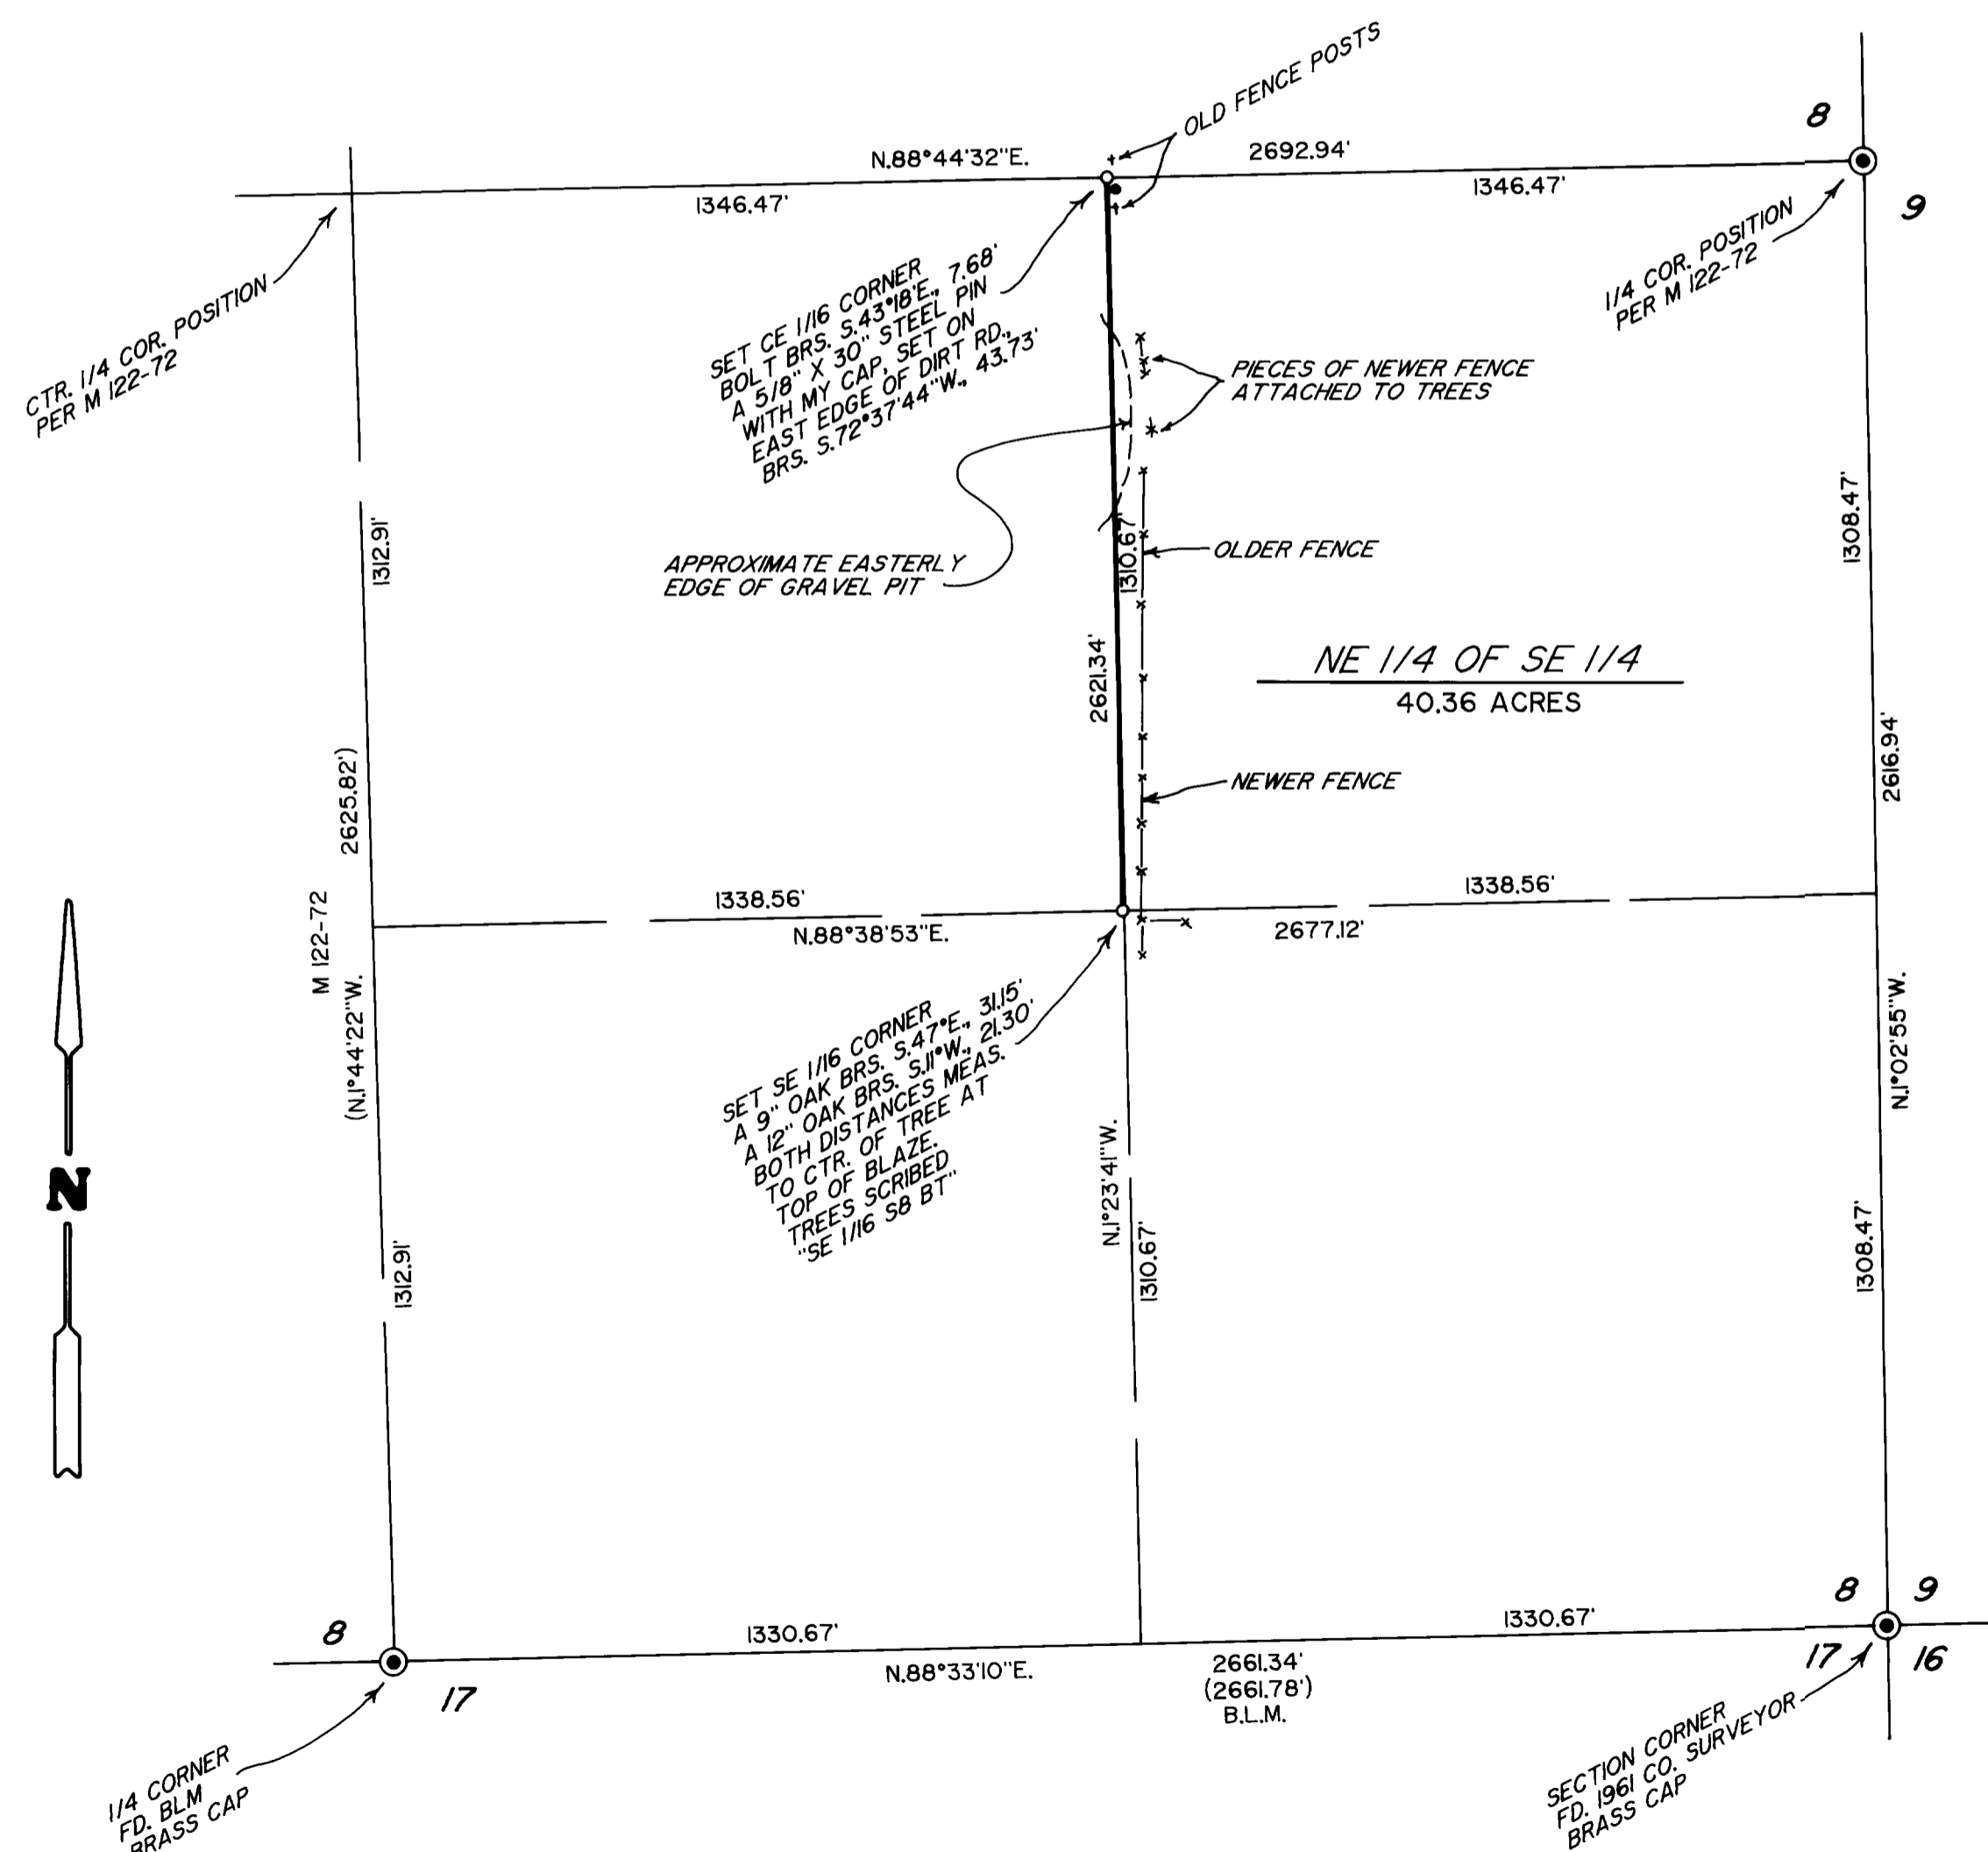 OLD FENCE POSTS
8
N.88°44'32"E.
2692.94'
1346.47'
1346.47'
9
CTR. 1/4 COR. POSITION
PER M 122-72
1/4 COR. POSITION
PER M 122-72
SET CE 1/16 CORNER
BOLT BRS. S.43°18'E., 7.68'
A 5/8" X 30" STEEL PIN
WITH MY CAP, SET ON
EAST EDGE OF DIRT RD.,
BRS. S.72°37'44"W., 43.73'
PIECES OF NEWER FENCE
ATTACHED TO TREES
1312.91'
1310.67'
1308.47'
APPROXIMATE EASTERLY
EDGE OF GRAVEL PIT
OLDER FENCE
2621.34'
NE 1/4 OF SE 1/4
40.36 ACRES
2625.82')
2616.94'
NEWER FENCE
1338.56'
1338.56'
N.88°38'53"E.
2677.12'
M 122-72
(N.1°44'22"W.
N.1°02'55"W.
SET SE 1/16 CORNER
A 9" OAK BRS. S.47°E., 31.15'
A 12" OAK BRS. S.11°W., 21.30'
BOTH DISTANCES MEAS.
TO CTR. OF TREE AT
TOP OF BLAZE.
TREES SCRIBED
"SE 1/16 S8 BT"
N.1°23'41"W.
N
1312.91'
1310.67'
1308.47'
8
1330.67'
1330.67'
8
9
N.88°33'10"E.
2661.34'
(2661.78')
B.L.M.
17
17
16
1/4 CORNER
FD. BLM
BRASS CAP
SECTION CORNER
FD. 1961 CO. SURVEYOR
BRASS CAP